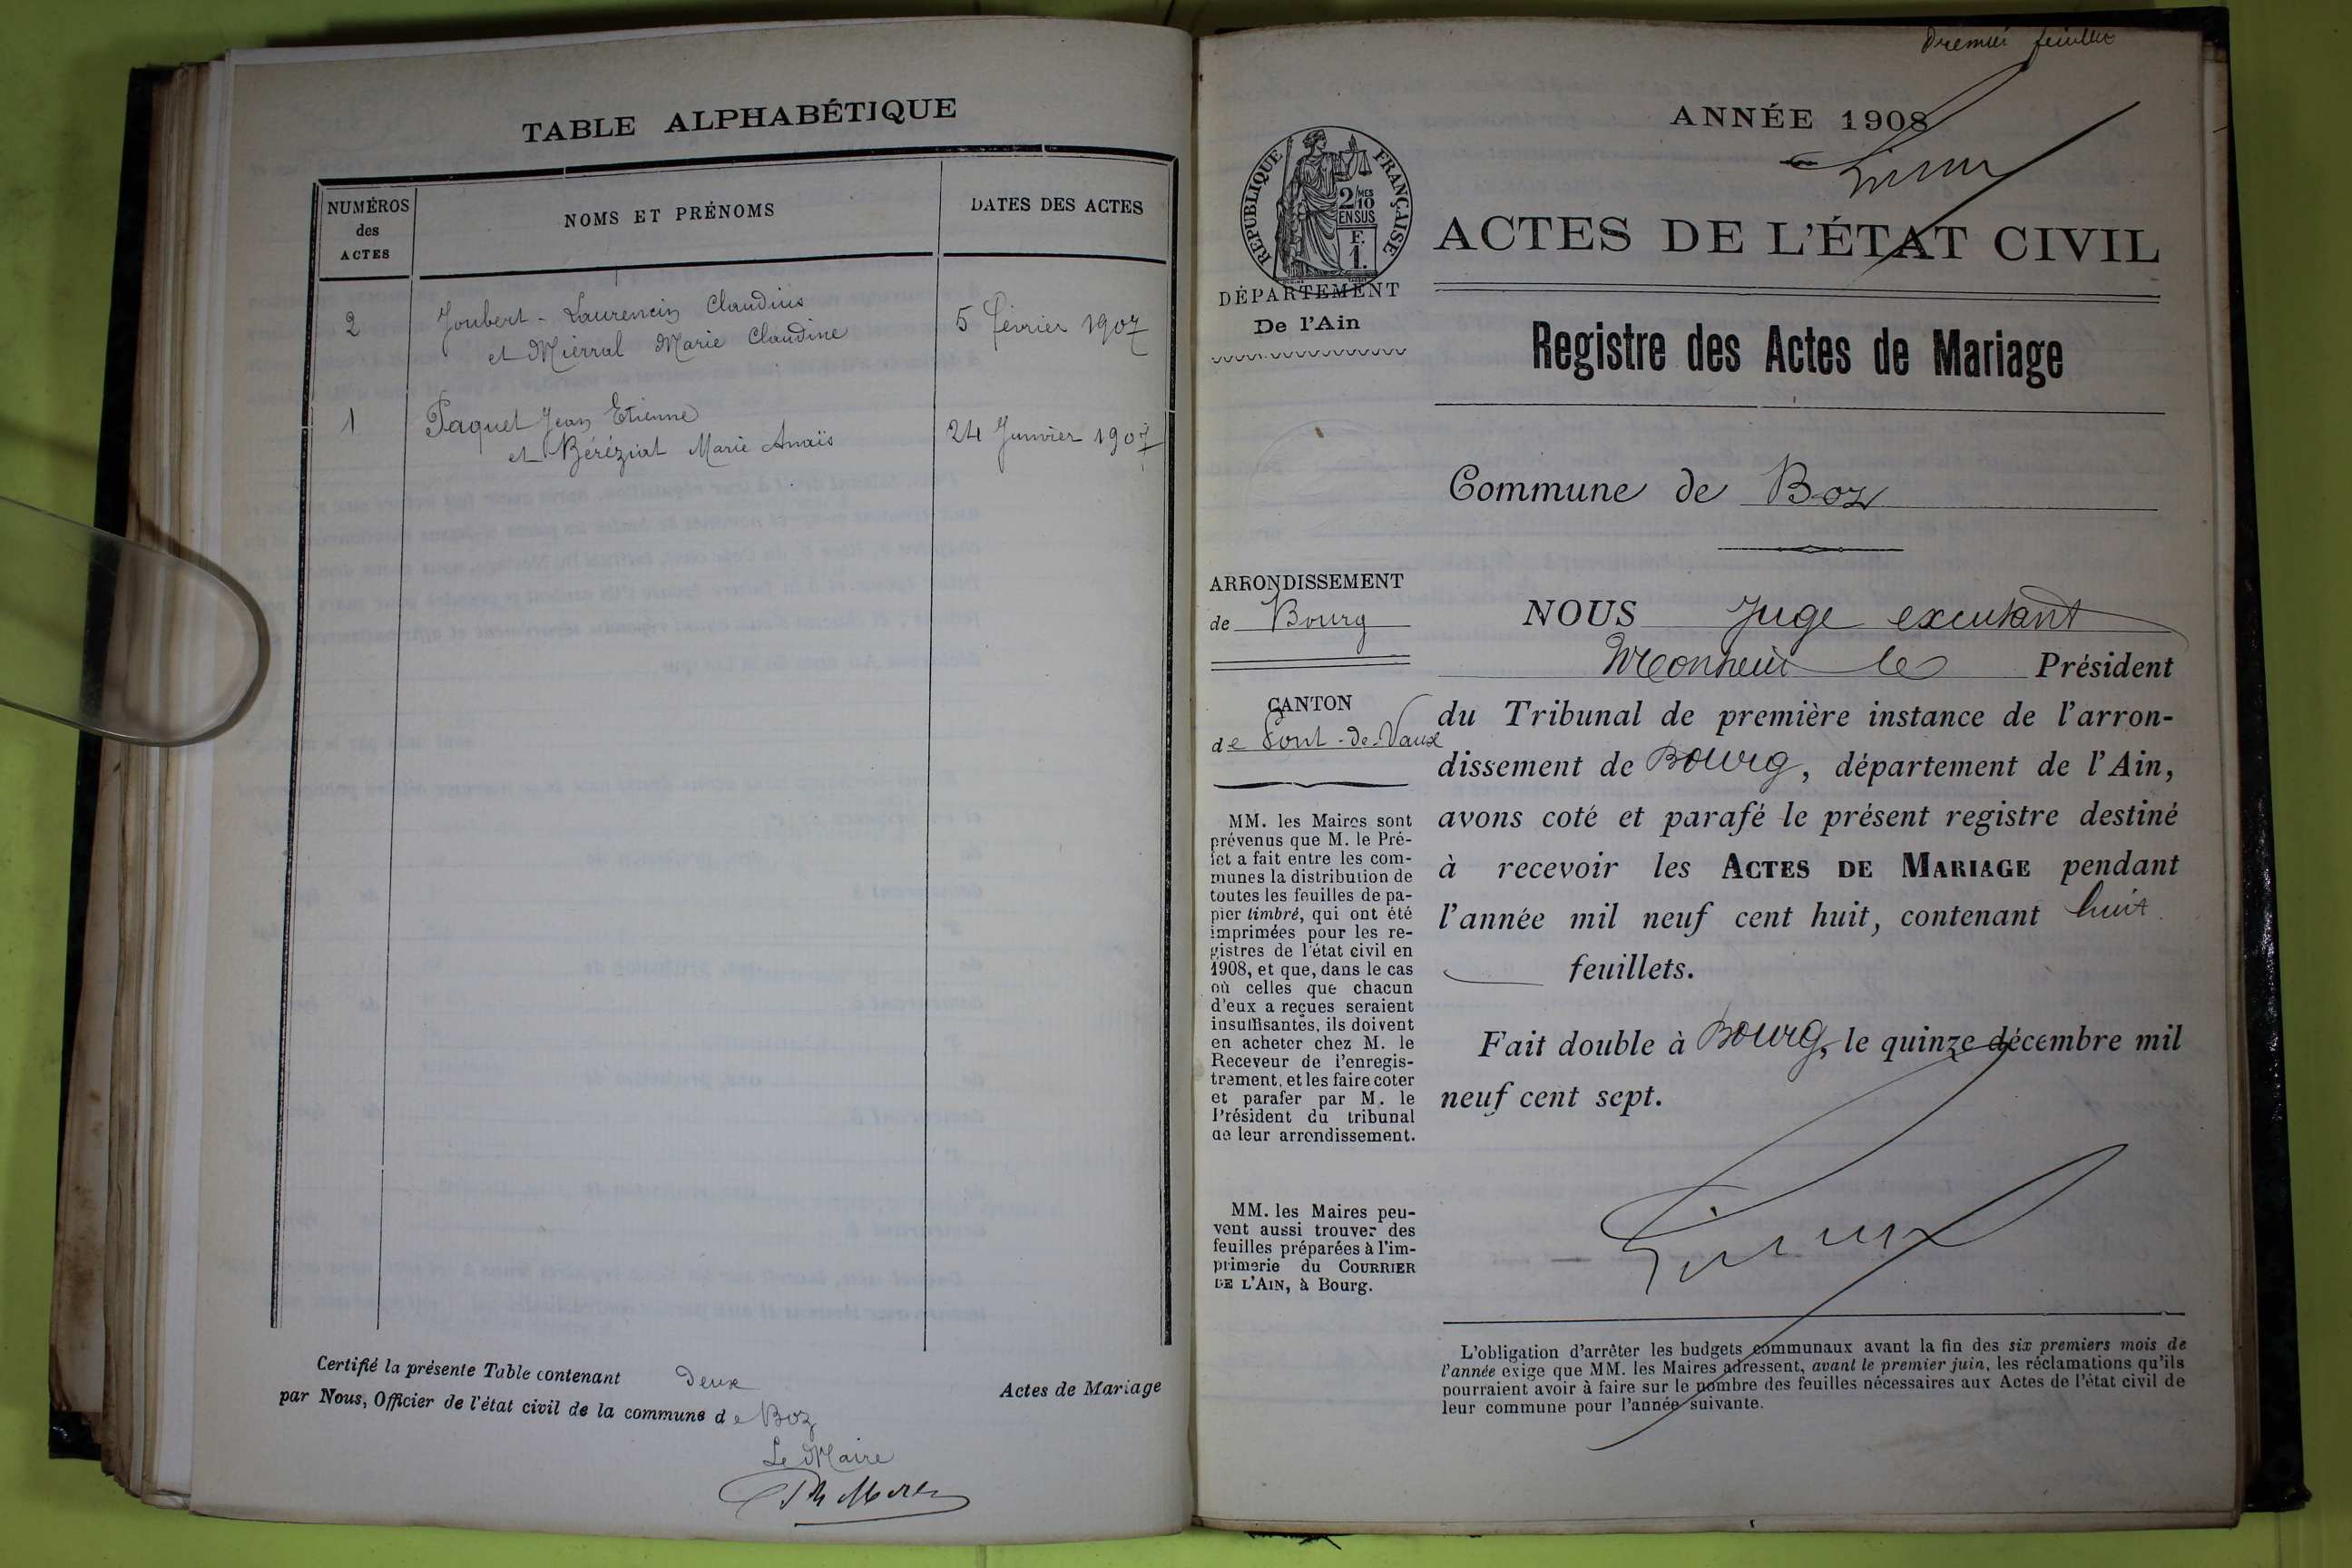 TABLE ALPHABÉTIQUE
NUMÉROS
des
ACTES
NOMS ET PRÉNOMS
DATES DES ACTES
2
Joubert - Laurencin Claudius
et Mierral Marie Claudine
5 février 1907
1
Paquet Jean Etienne
et Béréziat Marie Anaïs
24 Janvier 1907
Certifié la présente Table contenant deux
Actes de Mariage
par Nous, Officier de l'état civil de la commune de Boz
Le Maire
Premier feuillet
ANNÉE 1908
RÉPUBLIQUE FRANÇAISE
2 MES
10
EN SUS
F.
1.
ACTES DE L'ÉTAT CIVIL
DÉPARTEMENT
De l'Ain
Registre des Actes de Mariage
Commune de Boz
ARRONDISSEMENT
de Bourg
CANTON
de Pont-de-Vaux
MM. les Maires sont
prévenus que M. le Pré-
fet a fait entre les com-
munes la distribution de
toutes les feuilles de pa-
pier timbré, qui ont été
imprimées pour les re-
gistres de l'état civil en
1908, et que, dans le cas
où celles que chacun
d'eux a reçues seraient
insuffisantes, ils doivent
en acheter chez M. le
Receveur de l'enregis-
trement, et les faire coter
et parafer par M. le
Président du tribunal
de leur arrondissement.
MM. les Maires peu-
vent aussi trouver des
feuilles préparées à l'im-
primerie du COURRIER
DE L'AIN, à Bourg.
NOUS Juge
Monsieur le Président
du Tribunal de première instance de l'arron-
dissement de Bourg, département de l'Ain,
avons coté et parafé le présent registre destiné
à recevoir les ACTES DE MARIAGE pendant
l'année mil neuf cent huit, contenant huit
feuillets.
Fait double à Bourg, le quinze décembre mil
neuf cent sept.
L'obligation d'arrêter les budgets communaux avant la fin des six premiers mois de
l'année exige que MM. les Maires adressent, avant le premier juin, les réclamations qu'ils
pourraient avoir à faire sur le nombre des feuilles nécessaires aux Actes de l'état civil de
leur commune pour l'année suivante.